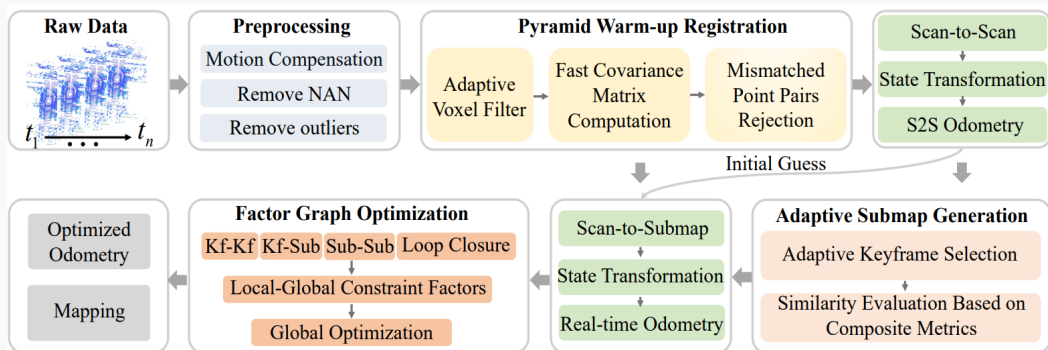 Raw Data
t1 • • • tn
Preprocessing
Motion Compensation
Remove NAN
Remove outliers
Pyramid Warm-up Registration
Adaptive
Voxel Filter
Fast Covariance
Matrix
Computation
Mismatched
Point Pairs
Rejection
Scan-to-Scan
State Transformation
S2S Odometry
Initial Guess
Optimized
Odometry
Mapping
Factor Graph Optimization
Kf-Kf Kf-Sub Sub-Sub Loop Closure
Local-Global Constraint Factors
Global Optimization
Scan-to-Submap
State Transformation
Real-time Odometry
Adaptive Submap Generation
Adaptive Keyframe Selection
Similarity Evaluation Based on
Composite Metrics